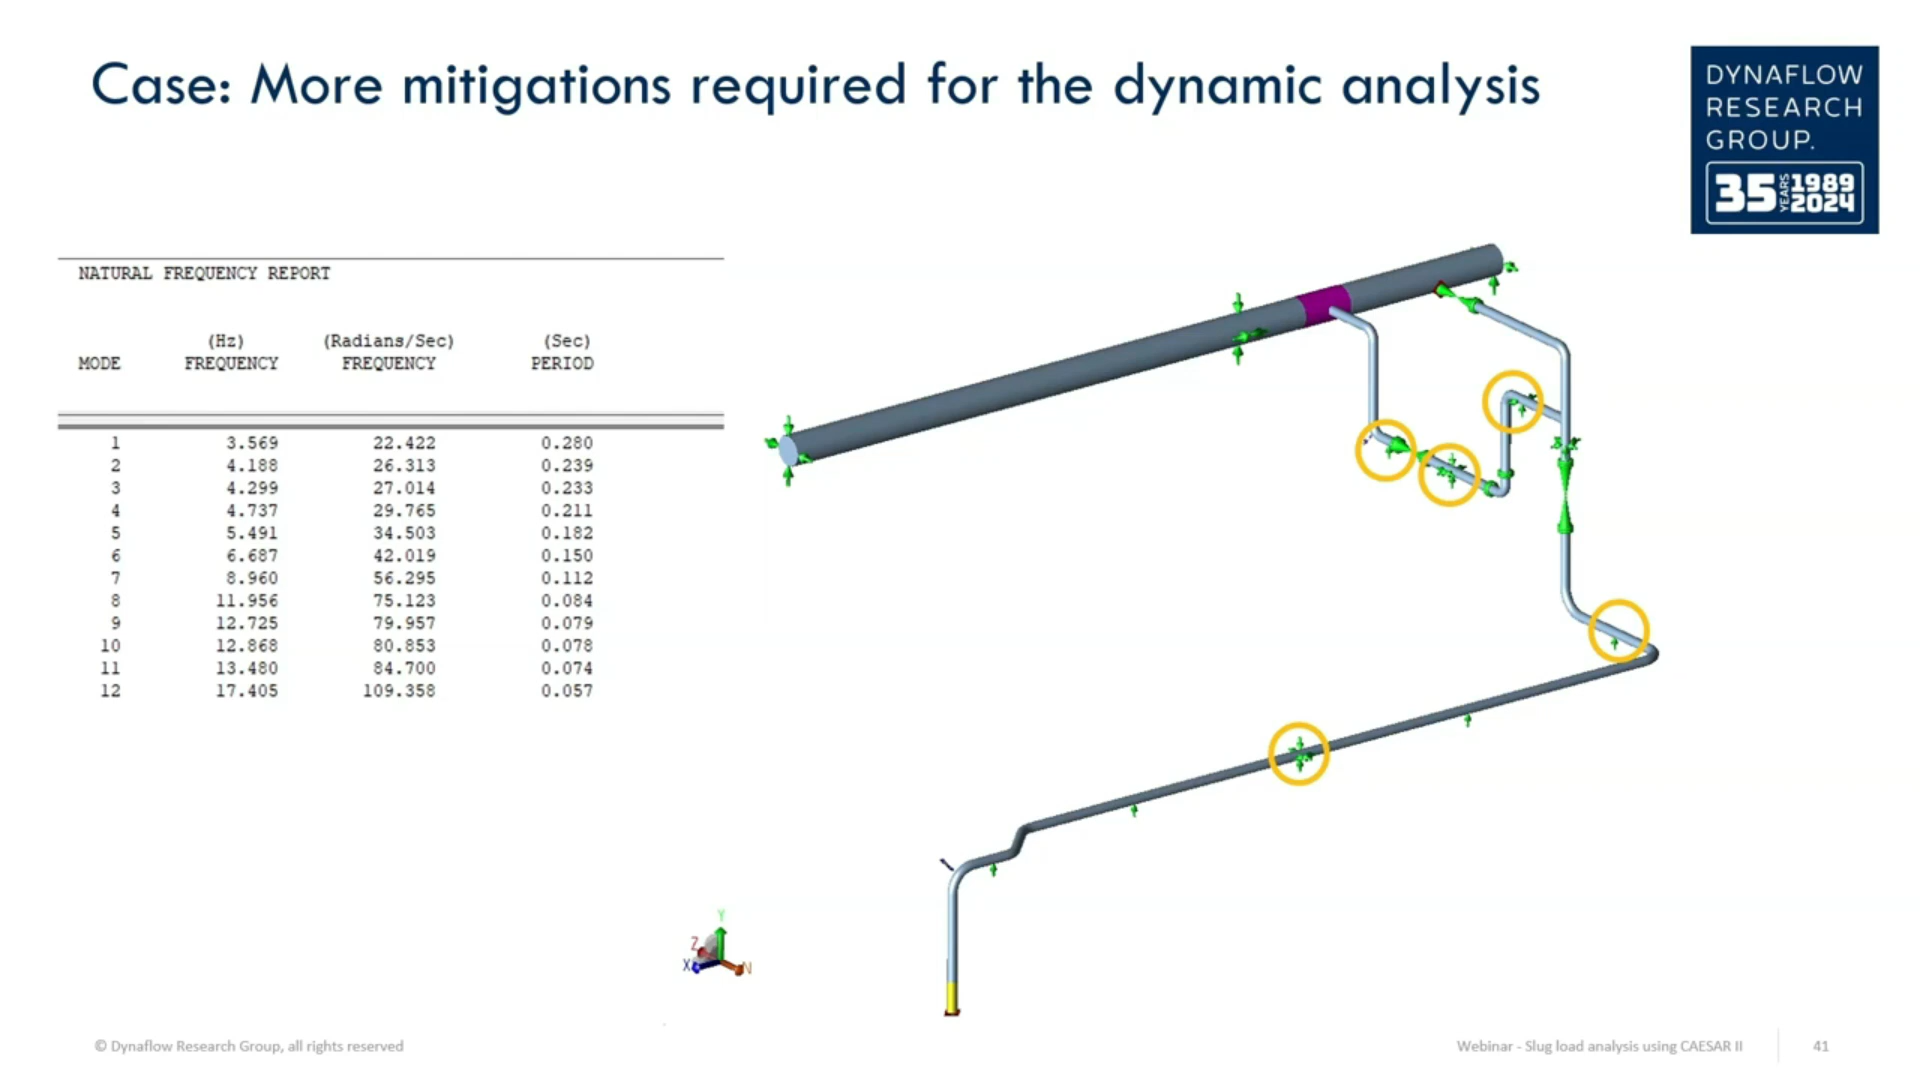 Case: More mitigations required for the dynamic analysis
DYNAFLOW
RESEARCH
GROUP.
35 YEARS 1989
2024
NATURAL FREQUENCY REPORT
(Hz) (Radians/Sec) (Sec)
MODE FREQUENCY FREQUENCY PERIOD
1 3.569 22.422 0.280
2 4.188 26.313 0.239
3 4.299 27.014 0.233
4 4.737 29.765 0.211
5 5.491 34.503 0.182
6 6.687 42.019 0.150
7 8.960 56.295 0.112
8 11.956 75.123 0.084
9 12.725 79.957 0.079
10 12.868 80.853 0.078
11 13.480 84.700 0.074
12 17.405 109.358 0.057
Y
Z
X N
© Dynaflow Research Group, all rights reserved
Webinar - Slug load analysis using CAESAR II 41